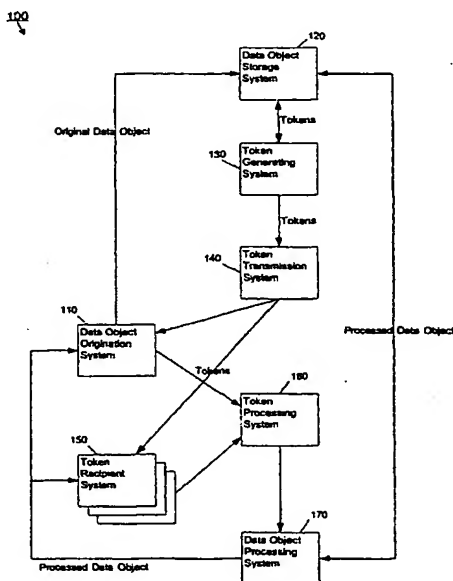 100
120
Data Object
Storage
System
Tokens
Original Data Object
130
Token
Generating
System
Tokens
140
Token
Transmission
System
110
Data Object
Origination
System
Processed Data Object
Tokens
160
Token
Processing
System
150
Token
Recipient
System
170
Data Object
Processing
System
Processed Data Object